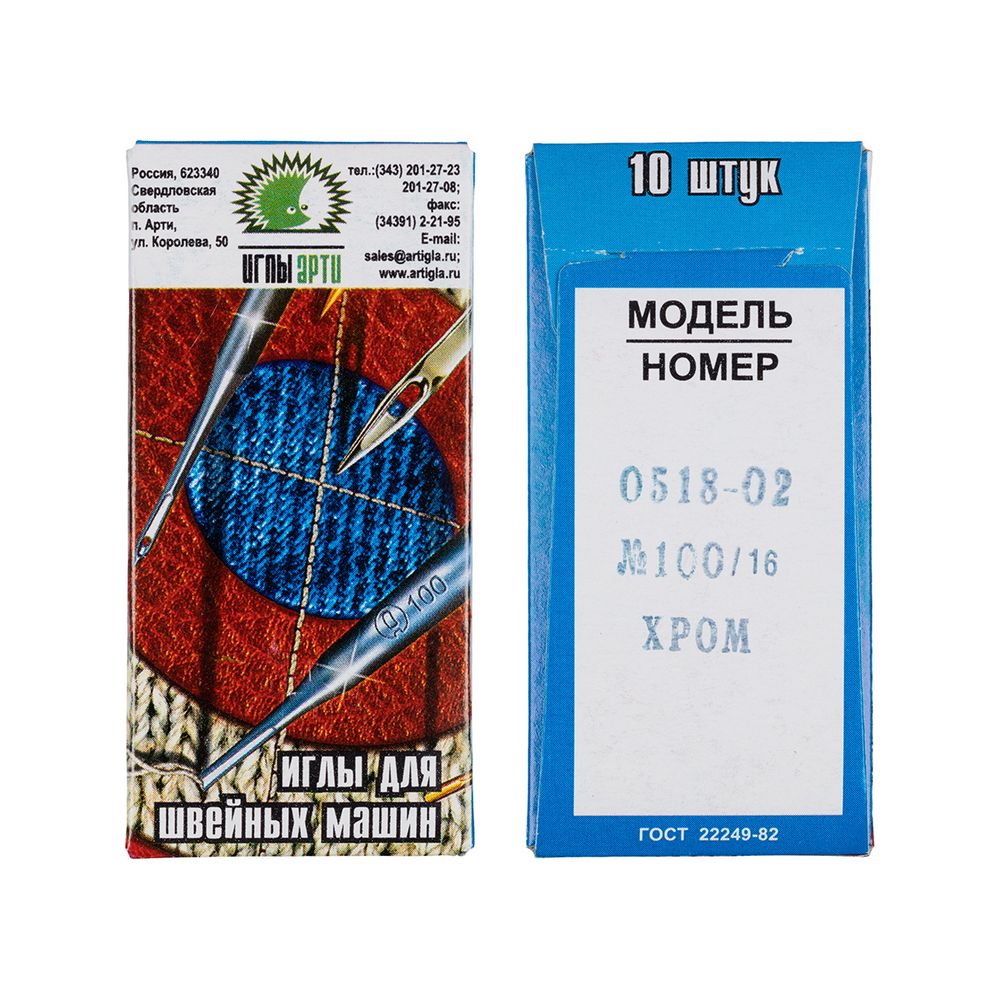 Россия, 623340
Свердловская
область
п. Арти,
ул. Королева, 50
ИГЛЫ АРТИ
тел.:(343) 201-27-23
201-27-08;
факс:
(34391) 2-21-95
E-mail:
sales@artigla.ru;
www.artigla.ru
Д 100
ИГЛЫ ДЛЯ
ШВЕЙНЫХ МАШИН
10 ШТУК
МОДЕЛЬ
НОМЕР
0518-02
№100/16
ХРОМ
ГОСТ 22249-82